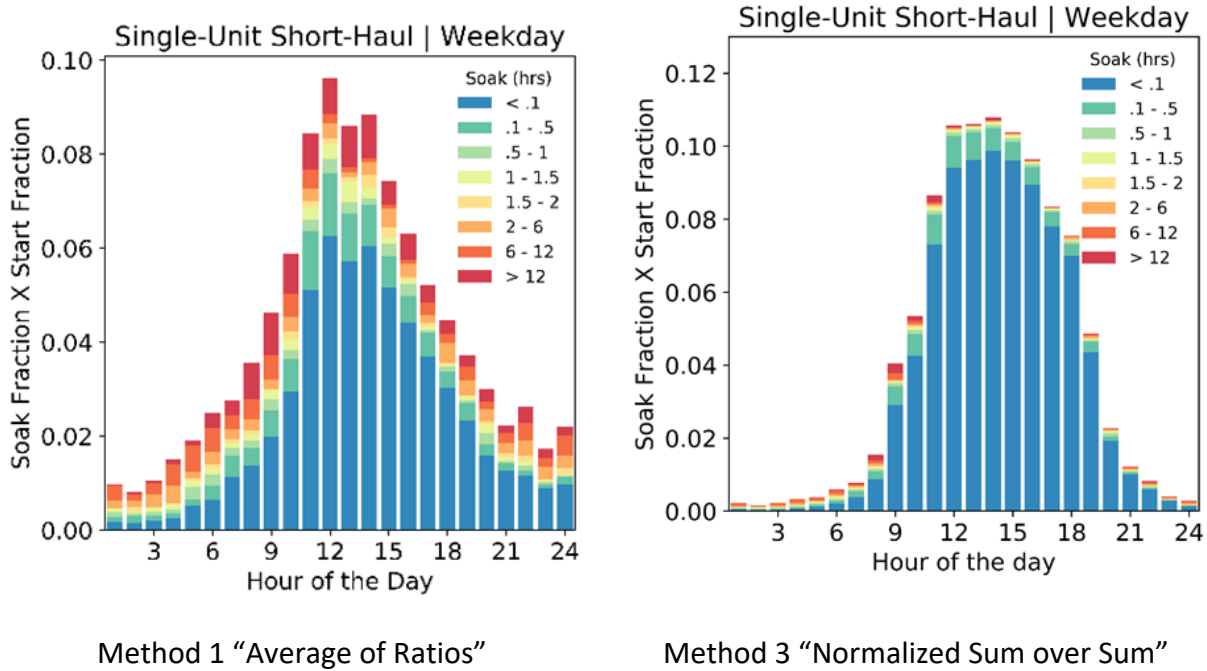 Single-Unit Short-Haul | Weekday
0.10
0.08
0.06
0.04
0.02
0.00
Soak Fraction X Start Fraction
Soak (hrs)
< .1
.1 - .5
.5 - 1
1 - 1.5
1.5 - 2
2 - 6
6 - 12
> 12
3 6 9 12 15 18 21 24
Hour of the Day
Method 1 “Average of Ratios”
Single-Unit Short-Haul | Weekday
0.12
0.10
0.08
0.06
0.04
0.02
0.00
Soak Fraction X Start Fraction
Soak (hrs)
< .1
.1 - .5
.5 - 1
1 - 1.5
1.5 - 2
2 - 6
6 - 12
> 12
3 6 9 12 15 18 21 24
Hour of the day
Method 3 “Normalized Sum over Sum”